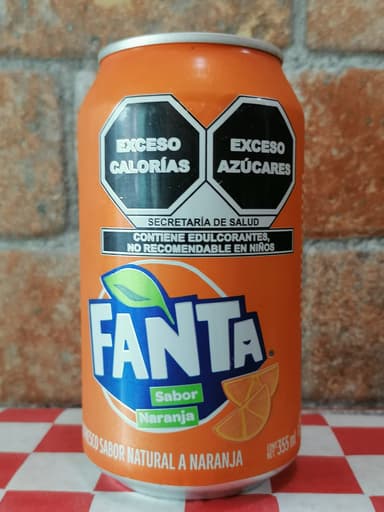 EXCESO
CALORÍAS
EXCESO
AZÚCARES
SECRETARÍA DE SALUD
CONTIENE EDULCORANTES,
NO RECOMENDABLE EN NIÑOS
FANTA
Sabor
Naranja
SABOR NATURAL A NARANJA
355 ml